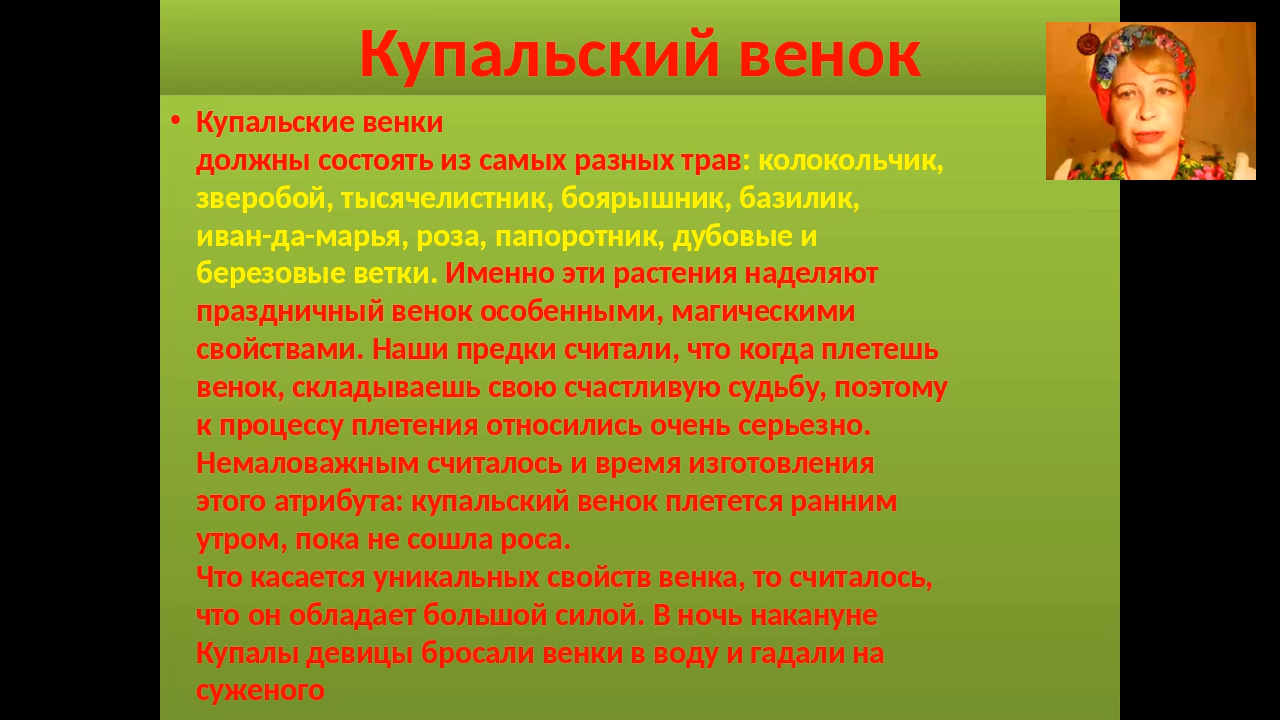 Купальский венок
• Купальские венки
должны состоять из самых разных трав: колокольчик,
зверобой, тысячелистник, боярышник, базилик,
иван-да-марья, роза, папоротник, дубовые и
березовые ветки. Именно эти растения наделяют
праздничный венок особенными, магическими
свойствами. Наши предки считали, что когда плетешь
венок, складываешь свою счастливую судьбу, поэтому
к процессу плетения относились очень серьезно.
Немаловажным считалось и время изготовления
этого атрибута: купальский венок плетется ранним
утром, пока не сошла роса.
Что касается уникальных свойств венка, то считалось,
что он обладает большой силой. В ночь накануне
Купалы девицы бросали венки в воду и гадали на
суженого